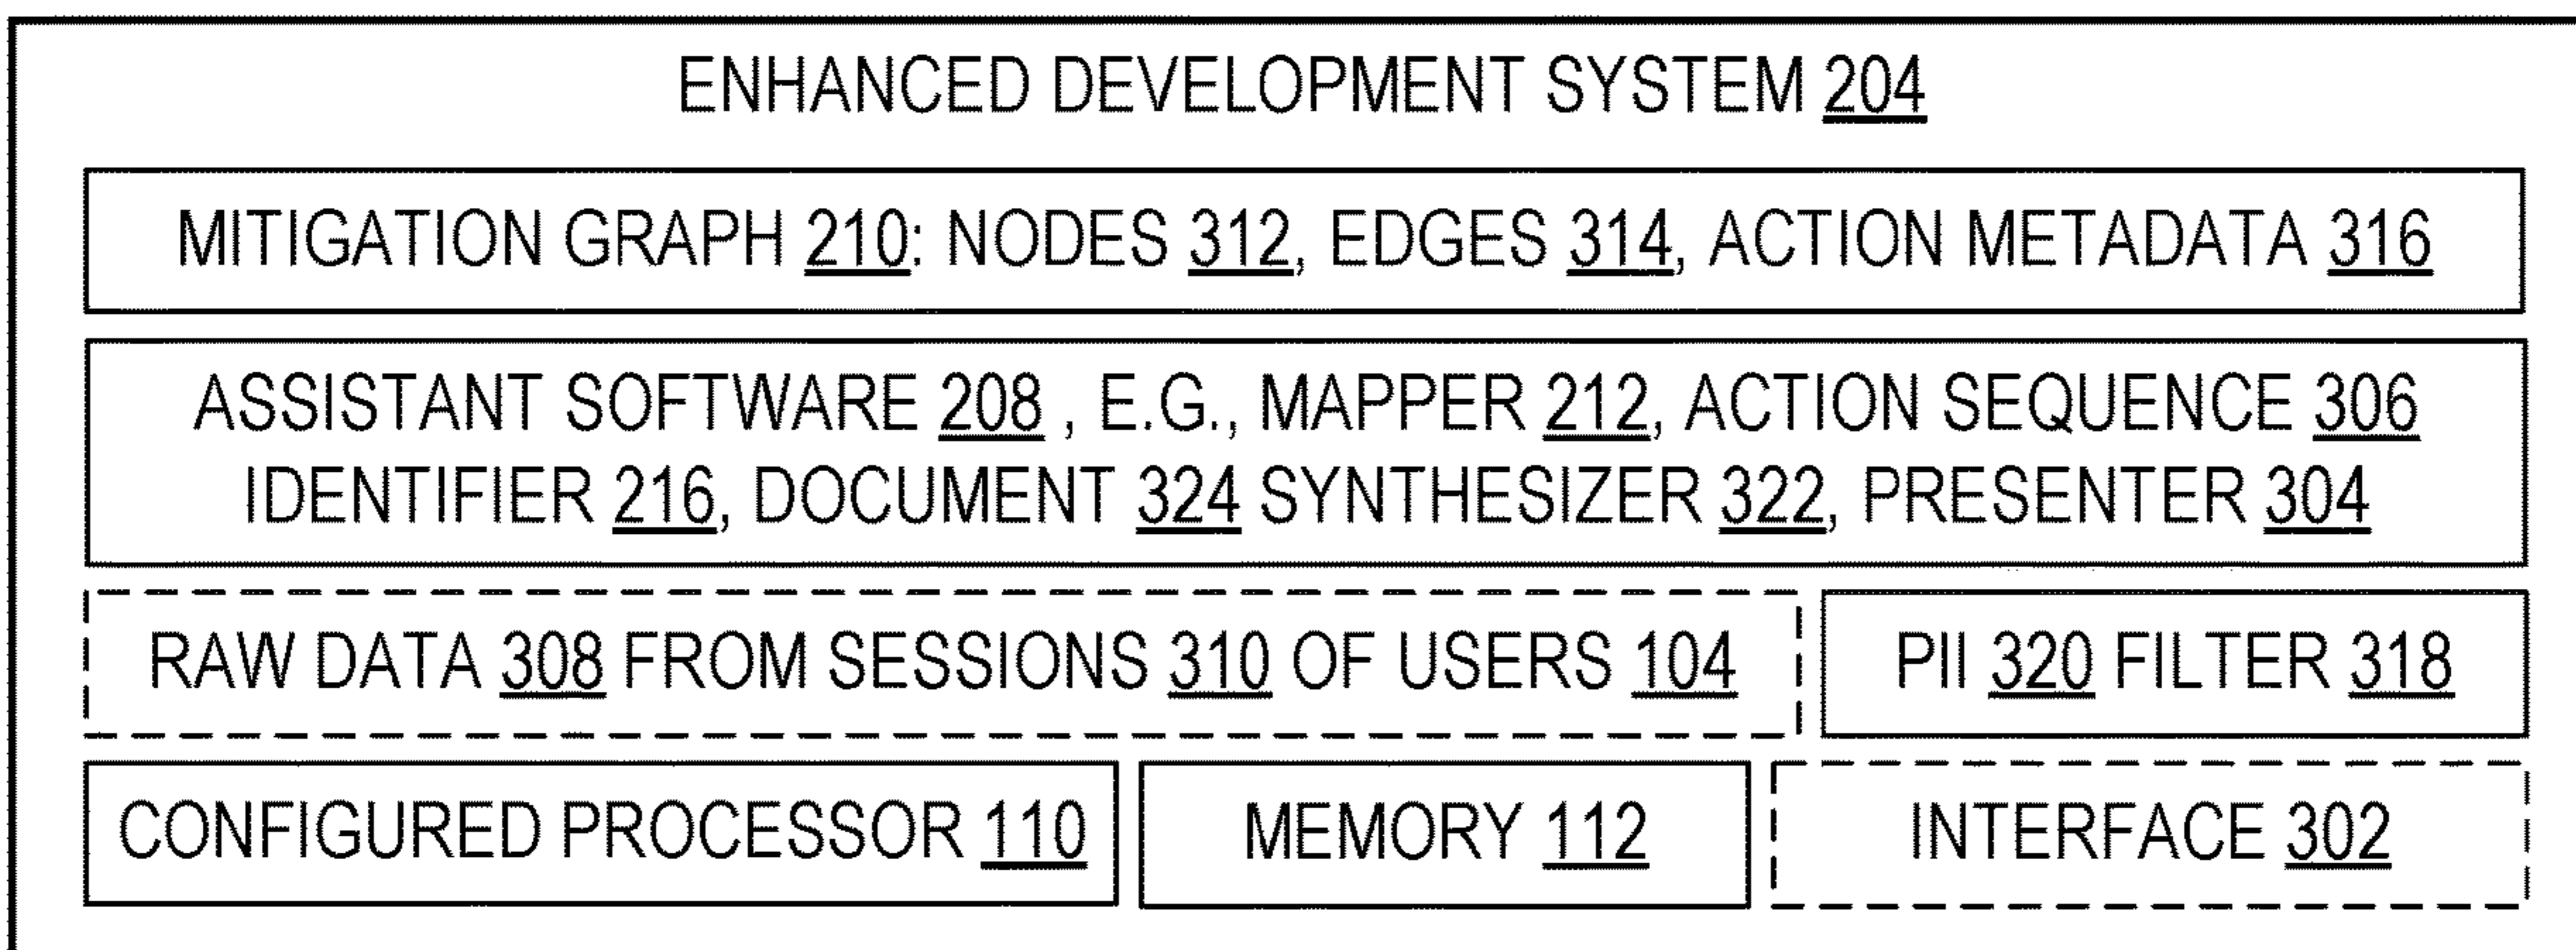 ENHANCED DEVELOPMENT SYSTEM 204
MITIGATION GRAPH 210: NODES 312, EDGES 314, ACTION METADATA 316
ASSISTANT SOFTWARE 208 , E.G., MAPPER 212, ACTION SEQUENCE 306
IDENTIFIER 216, DOCUMENT 324 SYNTHESIZER 322, PRESENTER 304
RAW DATA 308 FROM SESSIONS 310 OF USERS 104
PII 320 FILTER 318
CONFIGURED PROCESSOR 110
MEMORY 112
INTERFACE 302